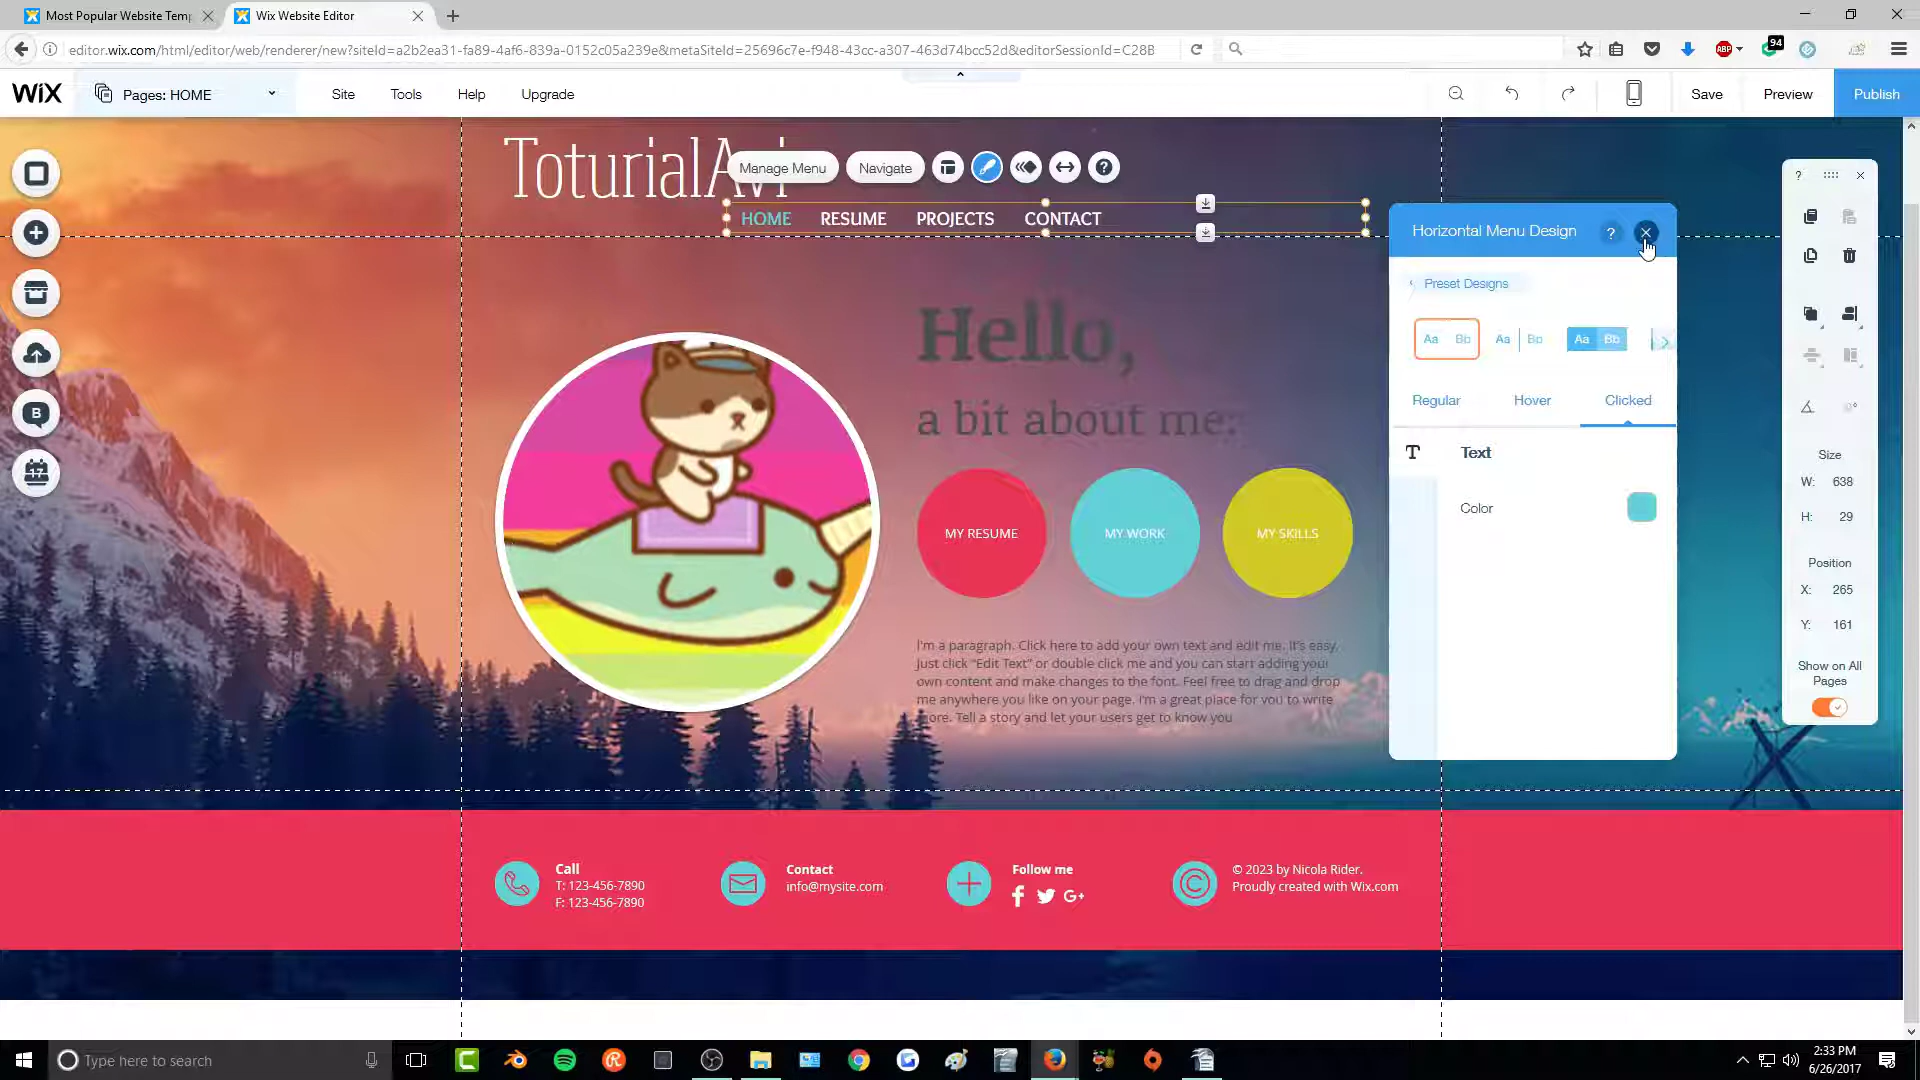 Most Popular Website Temp
Wix Website Editor
editor.wix.com/html/editor/web/renderer/new?siteId=a2b2ea31-fa89-4af6-839a-0152c05a239e&metaSiteId=25696c7e-f948-43cc-a307-463d74bcc52d&editorSessionId=C28B
ABP
94
WiX
Pages: HOME
Site
Tools
Help
Upgrade
Save
Preview
Publish
ToturialAvi
Manage Menu
Navigate
?
HOME
RESUME
PROJECTS
CONTACT
Horizontal Menu Design
?
Preset Designs
Aa Bb
Aa Bb
Aa Bb
Regular
Hover
Clicked
T
Text
Color
?
Size
W: 638
H: 29
Position
X: 265
Y: 161
Show on All
Pages
B
17
Hello,
a bit about me:
MY RESUME
MY WORK
MY SKILLS
I'm a paragraph. Click here to add your own text and edit me. It's easy.
Just click "Edit Text" or double click me and you can start adding your
own content and make changes to the font. Feel free to drag and drop
me anywhere you like on your page. I'm a great place for you to write
more. Tell a story and let your users get to know you
Call
T: 123-456-7890
F: 123-456-7890
Contact
info@mysite.com
Follow me
f
G+
© 2023 by Nicola Rider.
Proudly created with Wix.com
Type here to search
2:33 PM
6/26/2017